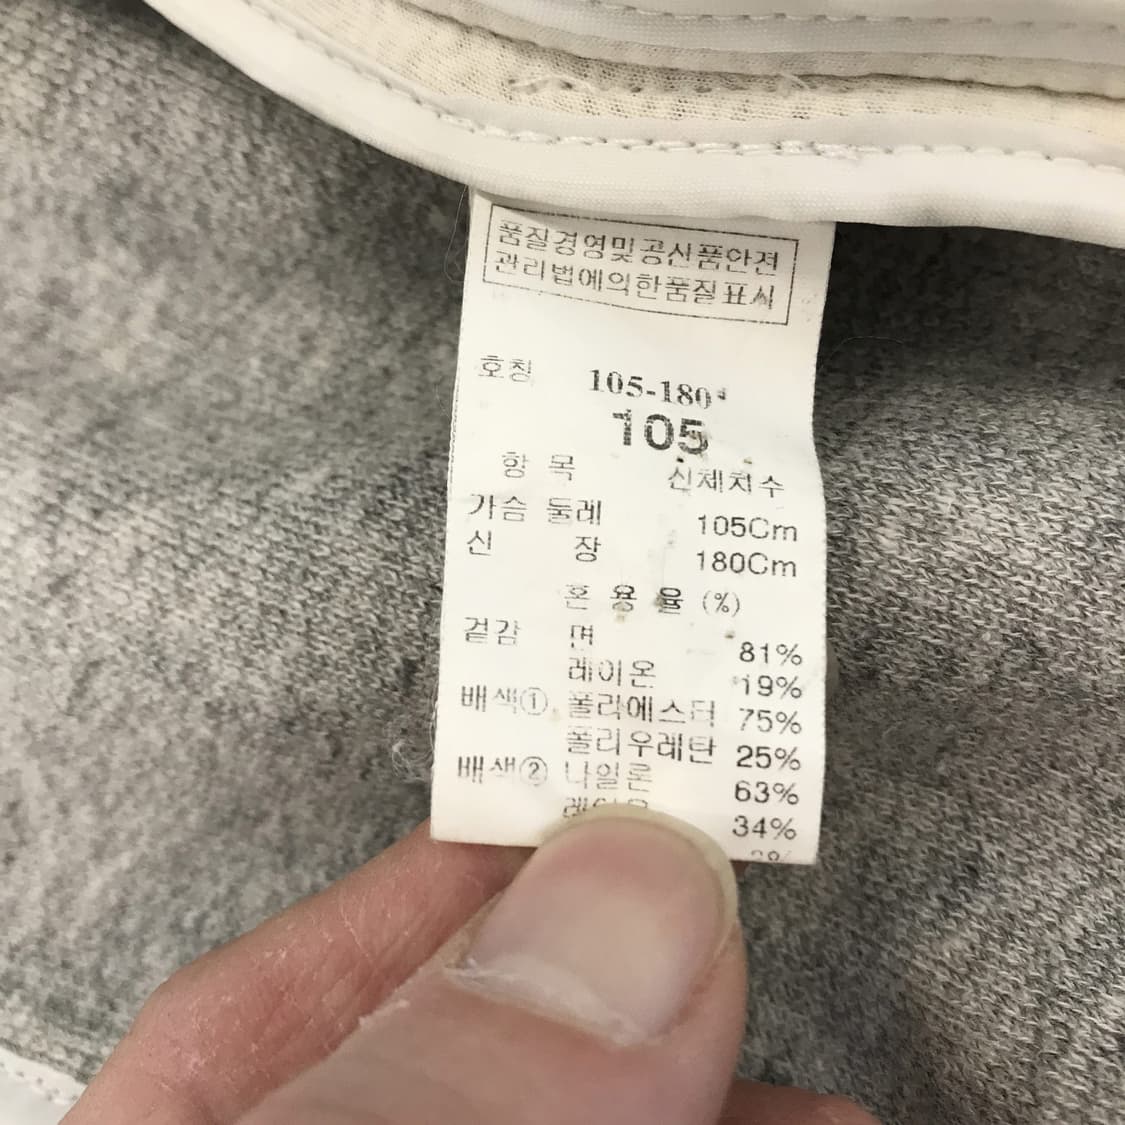 품질경영및공산품안전
관리법에의한품질표시
호칭 105-180
105
항 목 신체치수
가슴 둘레 105Cm
신 장 180Cm
혼 용 율 (%)
겉감 면 81%
레이온 19%
배색① 폴리에스터 75%
폴리우레탄 25%
배색② 나일론 63%
34%